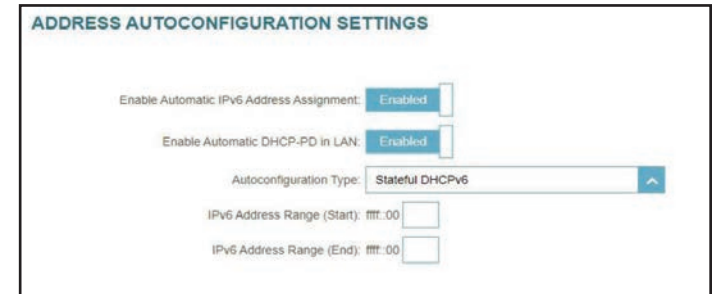 ADDRESS AUTOCONFIGURATION SETTINGS
Enable Automatic IPv6 Address Assignment: Enabled
Enable Automatic DHCP-PD in LAN: Enabled
Autoconfiguration Type: Stateful DHCPv6
IPv6 Address Range (Start): ffff::00
IPv6 Address Range (End): ffff::00